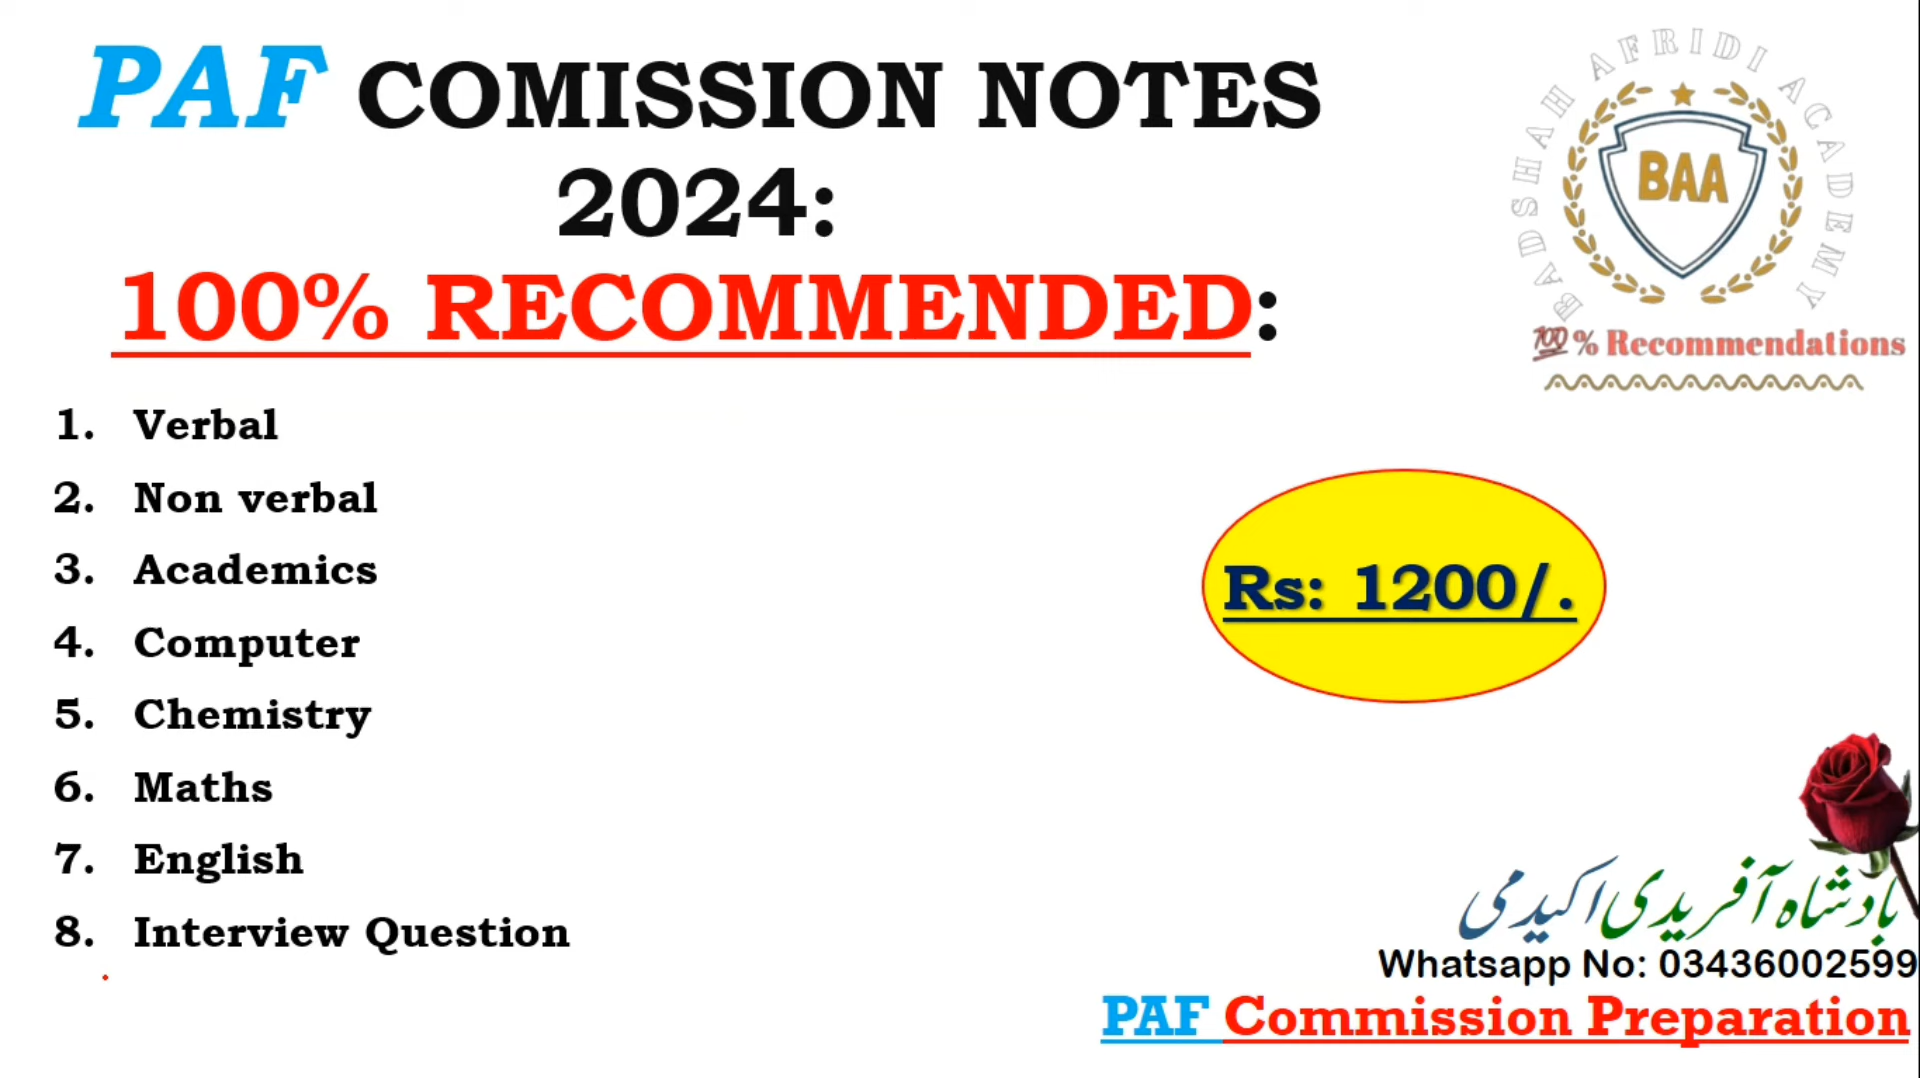 PAF COMISSION NOTES
2024:
100% RECOMMENDED:
BADSHAH AFRIDI ACADEMY
BAA
💯% Recommendations
1. Verbal
2. Non verbal
3. Academics
4. Computer
5. Chemistry
6. Maths
7. English
8. Interview Question
Rs: 1200/.
بادشاہ آفریدی اکیدمی
Whatsapp No: 03436002599
PAF Commission Preparation